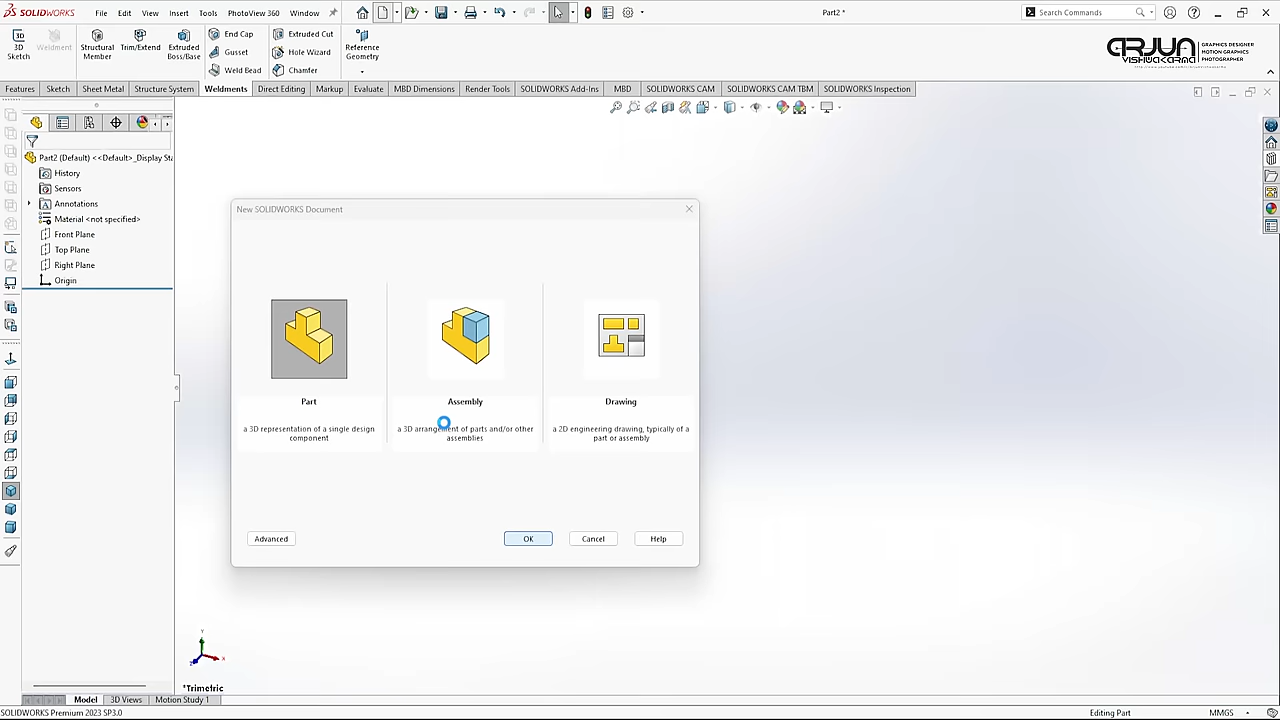 SOLIDWORKS
File
Edit
View
Insert
Tools
PhotoView 360
Window
Part2 *
Search Commands
3D Sketch
Weldment
Structural Member
Trim/Extend
Extruded Boss/Base
End Cap
Gusset
Weld Bead
Extruded Cut
Hole Wizard
Chamfer
Reference Geometry
ARJUN
VISHWAKARMA
GRAPHICS DESIGNER
MOTION GRAPHICS
PHOTOGRAPHER
Features
Sketch
Sheet Metal
Structure System
Weldments
Direct Editing
Markup
Evaluate
MBD Dimensions
Render Tools
SOLIDWORKS Add-Ins
MBD
SOLIDWORKS CAM
SOLIDWORKS CAM TBM
SOLIDWORKS Inspection
Part2 (Default) <<Default>_Display Sta
History
Sensors
Annotations
Material <not specified>
Front Plane
Top Plane
Right Plane
Origin
New SOLIDWORKS Document
Part
a 3D representation of a single design
component
Assembly
a 3D arrangement of parts and/or other
assemblies
Drawing
a 2D engineering drawing, typically of a
part or assembly
Advanced
OK
Cancel
Help
Y
X
Z
*Trimetric
Model
3D Views
Motion Study 1
SOLIDWORKS Premium 2023 SP3.0
Editing Part
MMGS